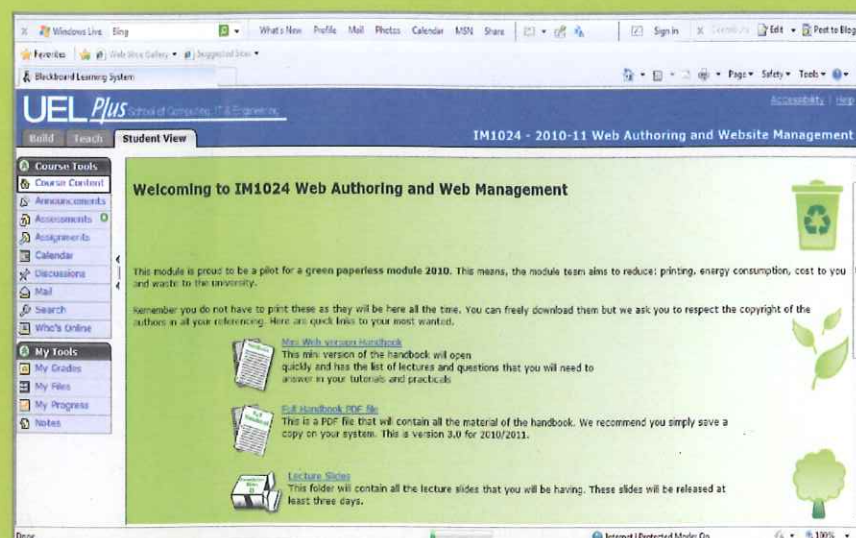 Windows Live Bing What's New Profile Mail Photos Calendar MSN Share Sign in Edit Post to Blog
Favorites Web Slice Gallery Suggested Sites
Blackboard Learning System Page Safety Tools
UEL Plus School of Computing, IT & Engineering Accessibility | Help
Build Teach Student View IM1024 - 2010-11 Web Authoring and Website Management
Course Tools
Course Content
Announcements
Assessments
Assignments
Calendar
Discussions
Mail
Search
Who's Online
My Tools
My Grades
My Files
My Progress
Notes
Welcoming to IM1024 Web Authoring and Web Management
This module is proud to be a pilot for a green paperless module 2010. This means, the module team aims to reduce: printing, energy consumption, cost to you
and waste to the university.
Remember you do not have to print these as they will be here all the time. You can freely download them but we ask you to respect the copyright of the
authors in all your referencing. Here are quick links to your most wanted.
Mini Web version Handbook
This mini version of the handbook will open
quickly and has the list of lectures and questions that you will need to
answer in your tutorials and practicals
Full Handbook PDF file
This is a PDF file that will contain all the material of the handbook. We recommend you simply save a
copy on your system. This is version 3.0 for 2010/2011.
Lecture Slides
This folder will contain all the lecture slides that you will be having. These slides will be released at
least three days.
Done Internet | Protected Mode: On 100%